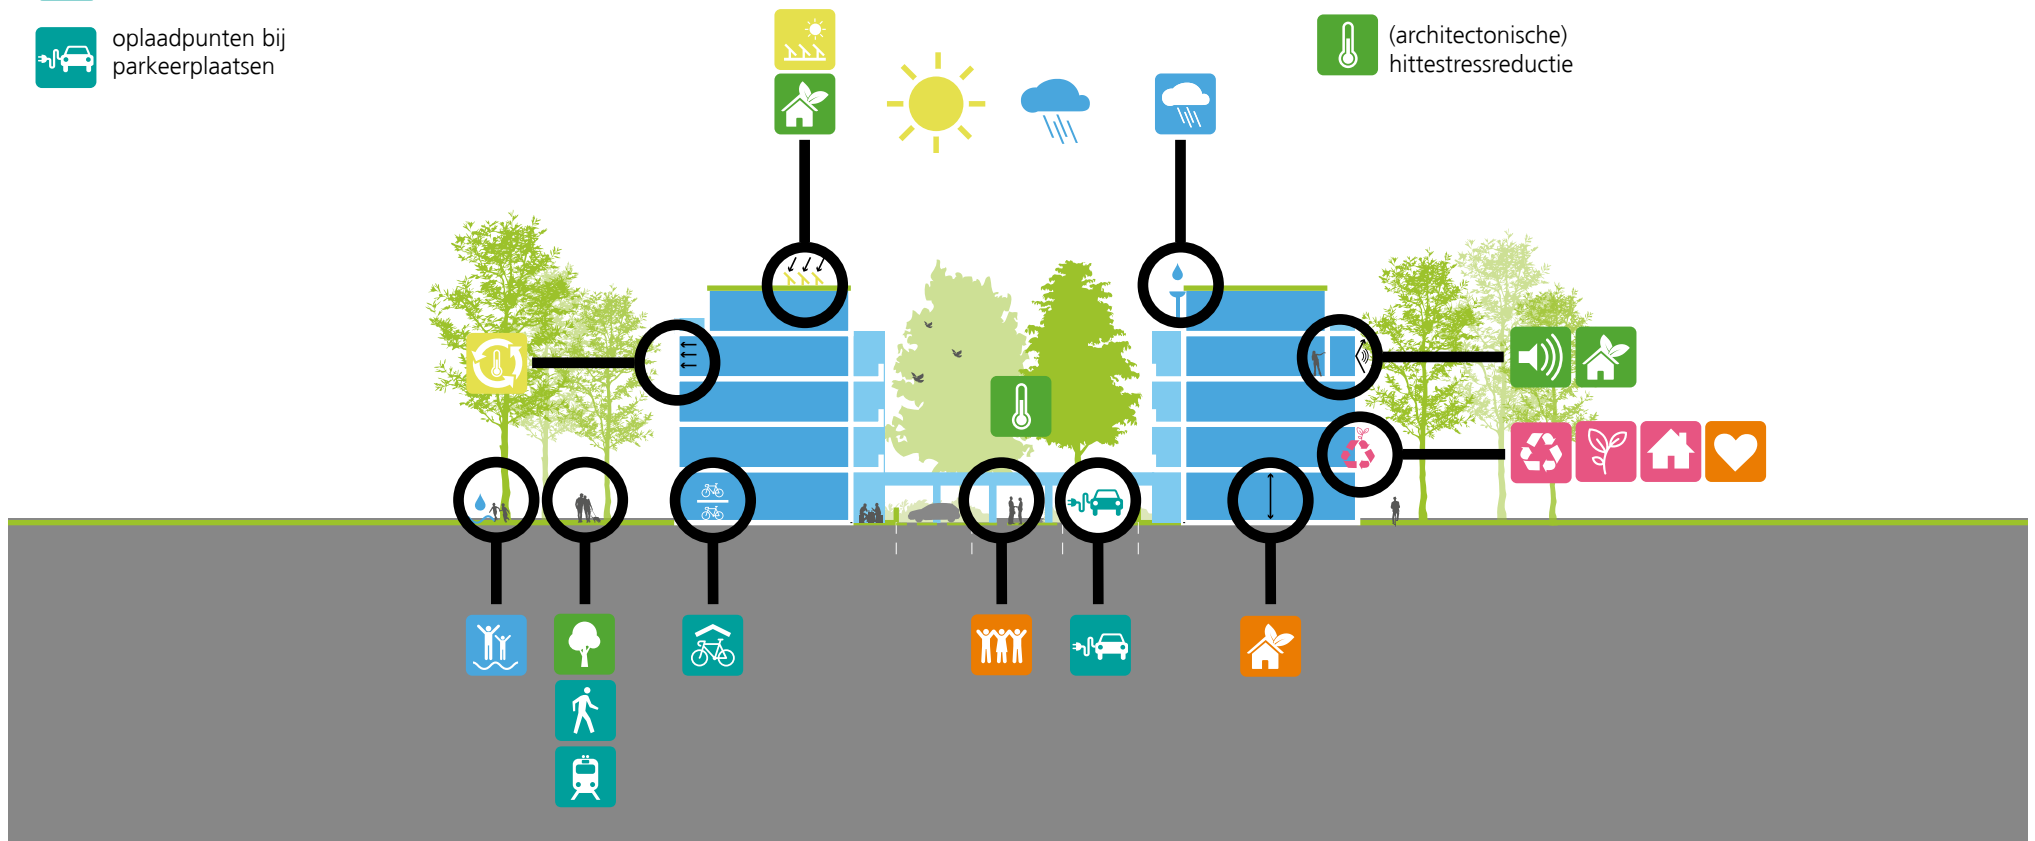 oplaadpunten bij
parkeerplaatsen
(architectonische)
hittestressreductie